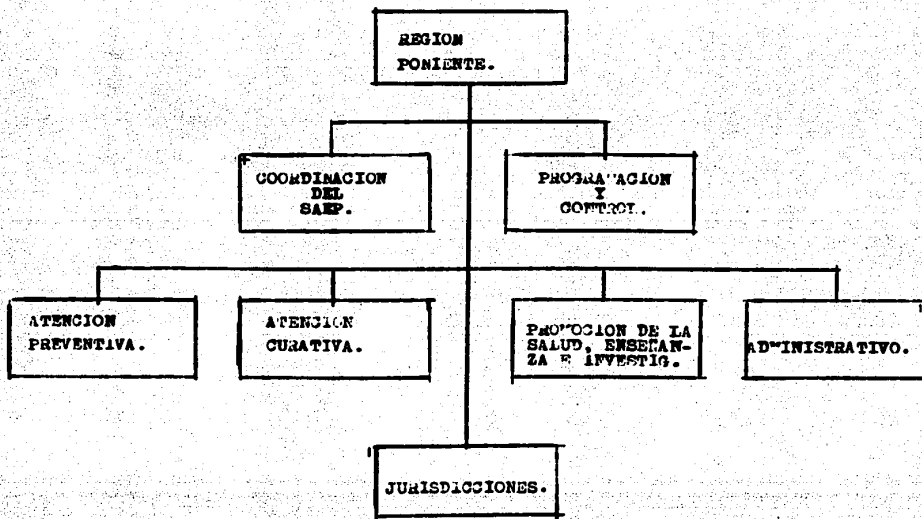 REGION
PONIENTE.
COORDINACION
DEL
SAEP.
PROGRAMACION
Y
CONTROL.
ATENCION
PREVENTIVA.
ATENCION
CURATIVA.
PROMOCION DE LA
SALUD, ENSEÑAN-
ZA E INVESTIG.
ADMINISTRATIVO.
JURISDICCIONES.